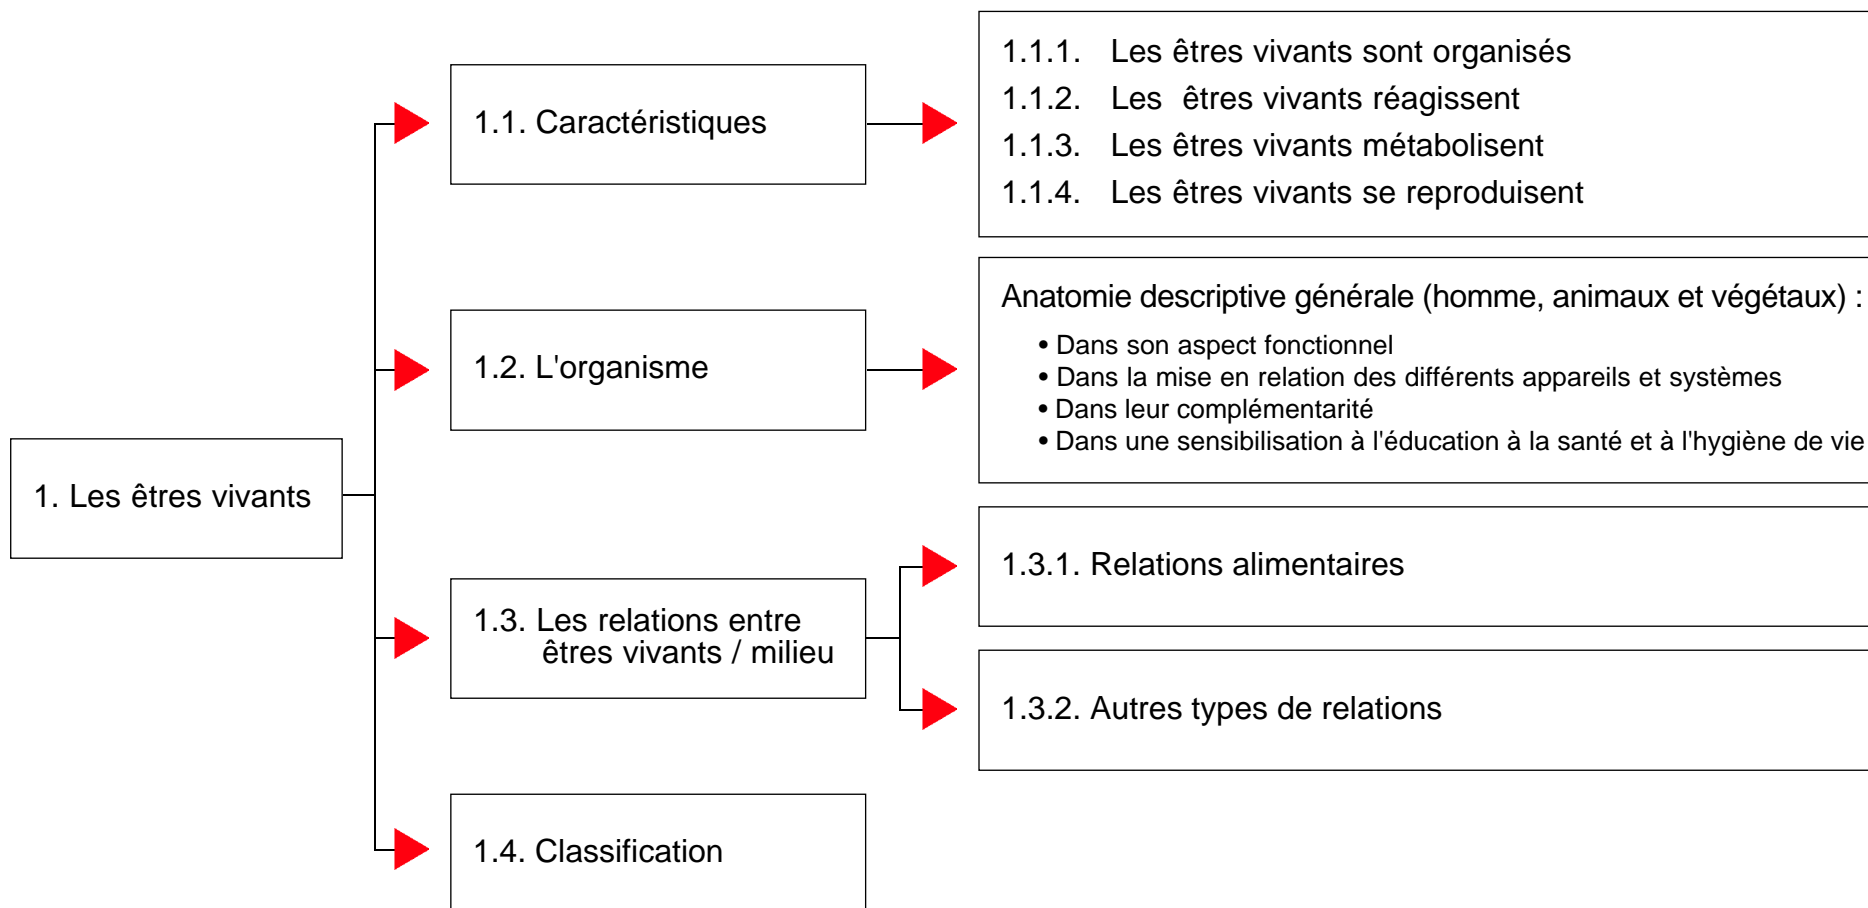 1. Les êtres vivants
1.1. Caractéristiques
1.1.1. Les êtres vivants sont organisés
1.1.2. Les êtres vivants réagissent
1.1.3. Les êtres vivants métabolisent
1.1.4. Les êtres vivants se reproduisent
1.2. L'organisme
Anatomie descriptive générale (homme, animaux et végétaux) :
• Dans son aspect fonctionnel
• Dans la mise en relation des différents appareils et systèmes
• Dans leur complémentarité
• Dans une sensibilisation à l'éducation à la santé et à l'hygiène de vie
1.3. Les relations entre
êtres vivants / milieu
1.3.1. Relations alimentaires
1.3.2. Autres types de relations
1.4. Classification